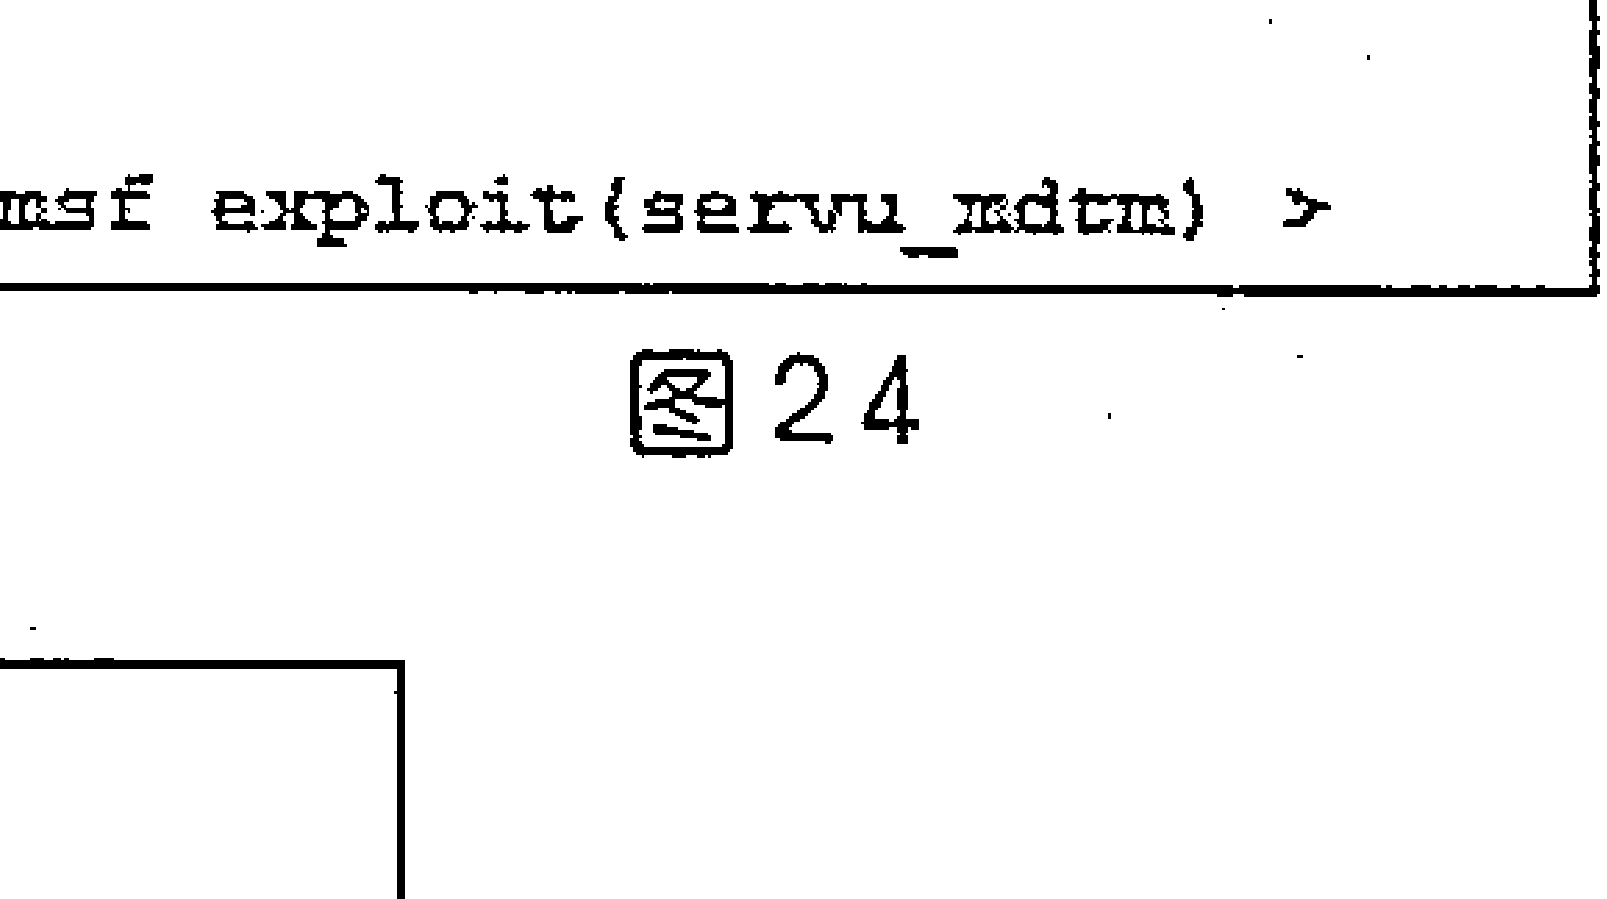 msf exploit(servu_mdtm) >
图24